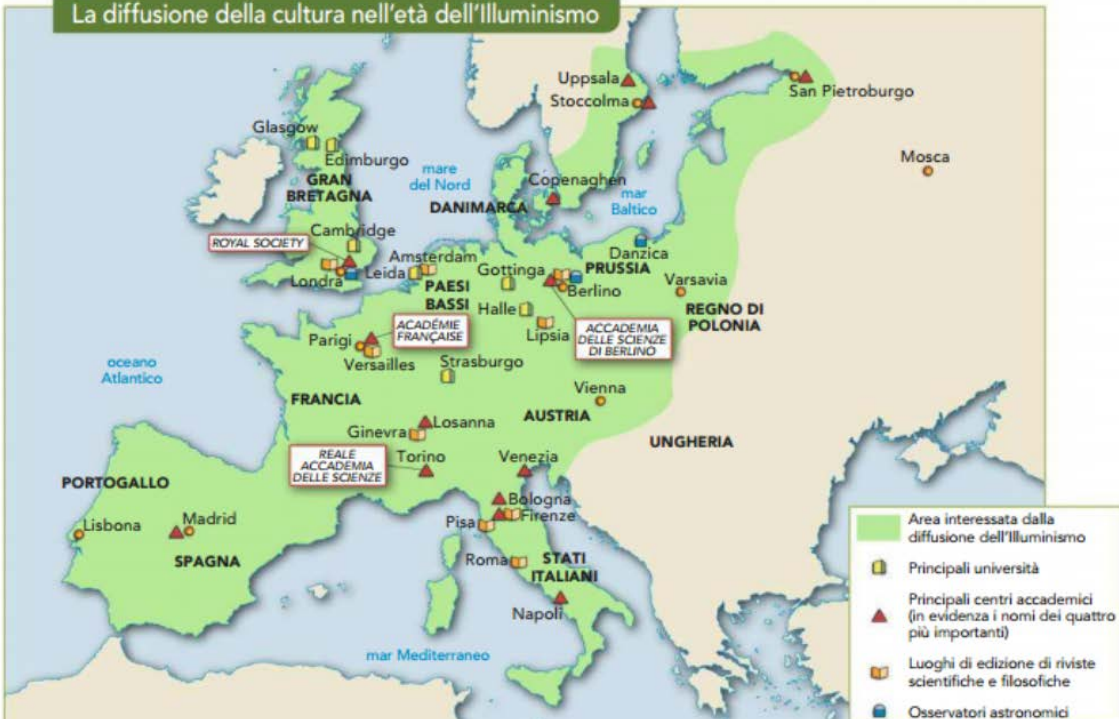 La diffusione della cultura nell'età dell'Illuminismo
Uppsala
Stoccolma
San Pietroburgo
Mosca
Glasgow
Edimburgo
GRAN
BRETAGNA
mare
del Nord
Copenaghen
DANIMARCA
mar
Baltico
Cambridge
ROYAL SOCIETY
Londra
Leida
Amsterdam
PAESI
BASSI
Gottinga
Danzica
PRUSSIA
Berlino
Varsavia
REGNO DI
POLONIA
Halle
Lipsia
ACCADEMIA
DELLE SCIENZE
DI BERLINO
ACADÉMIE
FRANÇAISE
Parigi
Versailles
Strasburgo
oceano
Atlantico
FRANCIA
Vienna
AUSTRIA
UNGHERIA
Losanna
Ginevra
REALE
ACCADEMIA
DELLE SCIENZE
Torino
Venezia
PORTOGALLO
Lisbona
Madrid
SPAGNA
Bologna
Firenze
Pisa
Roma
STATI
ITALIANI
Napoli
mar Mediterraneo
Area interessata dalla
diffusione dell'Illuminismo
Principali università
Principali centri accademici
(in evidenza i nomi dei quattro
più importanti)
Luoghi di edizione di riviste
scientifiche e filosofiche
Osservatori astronomici